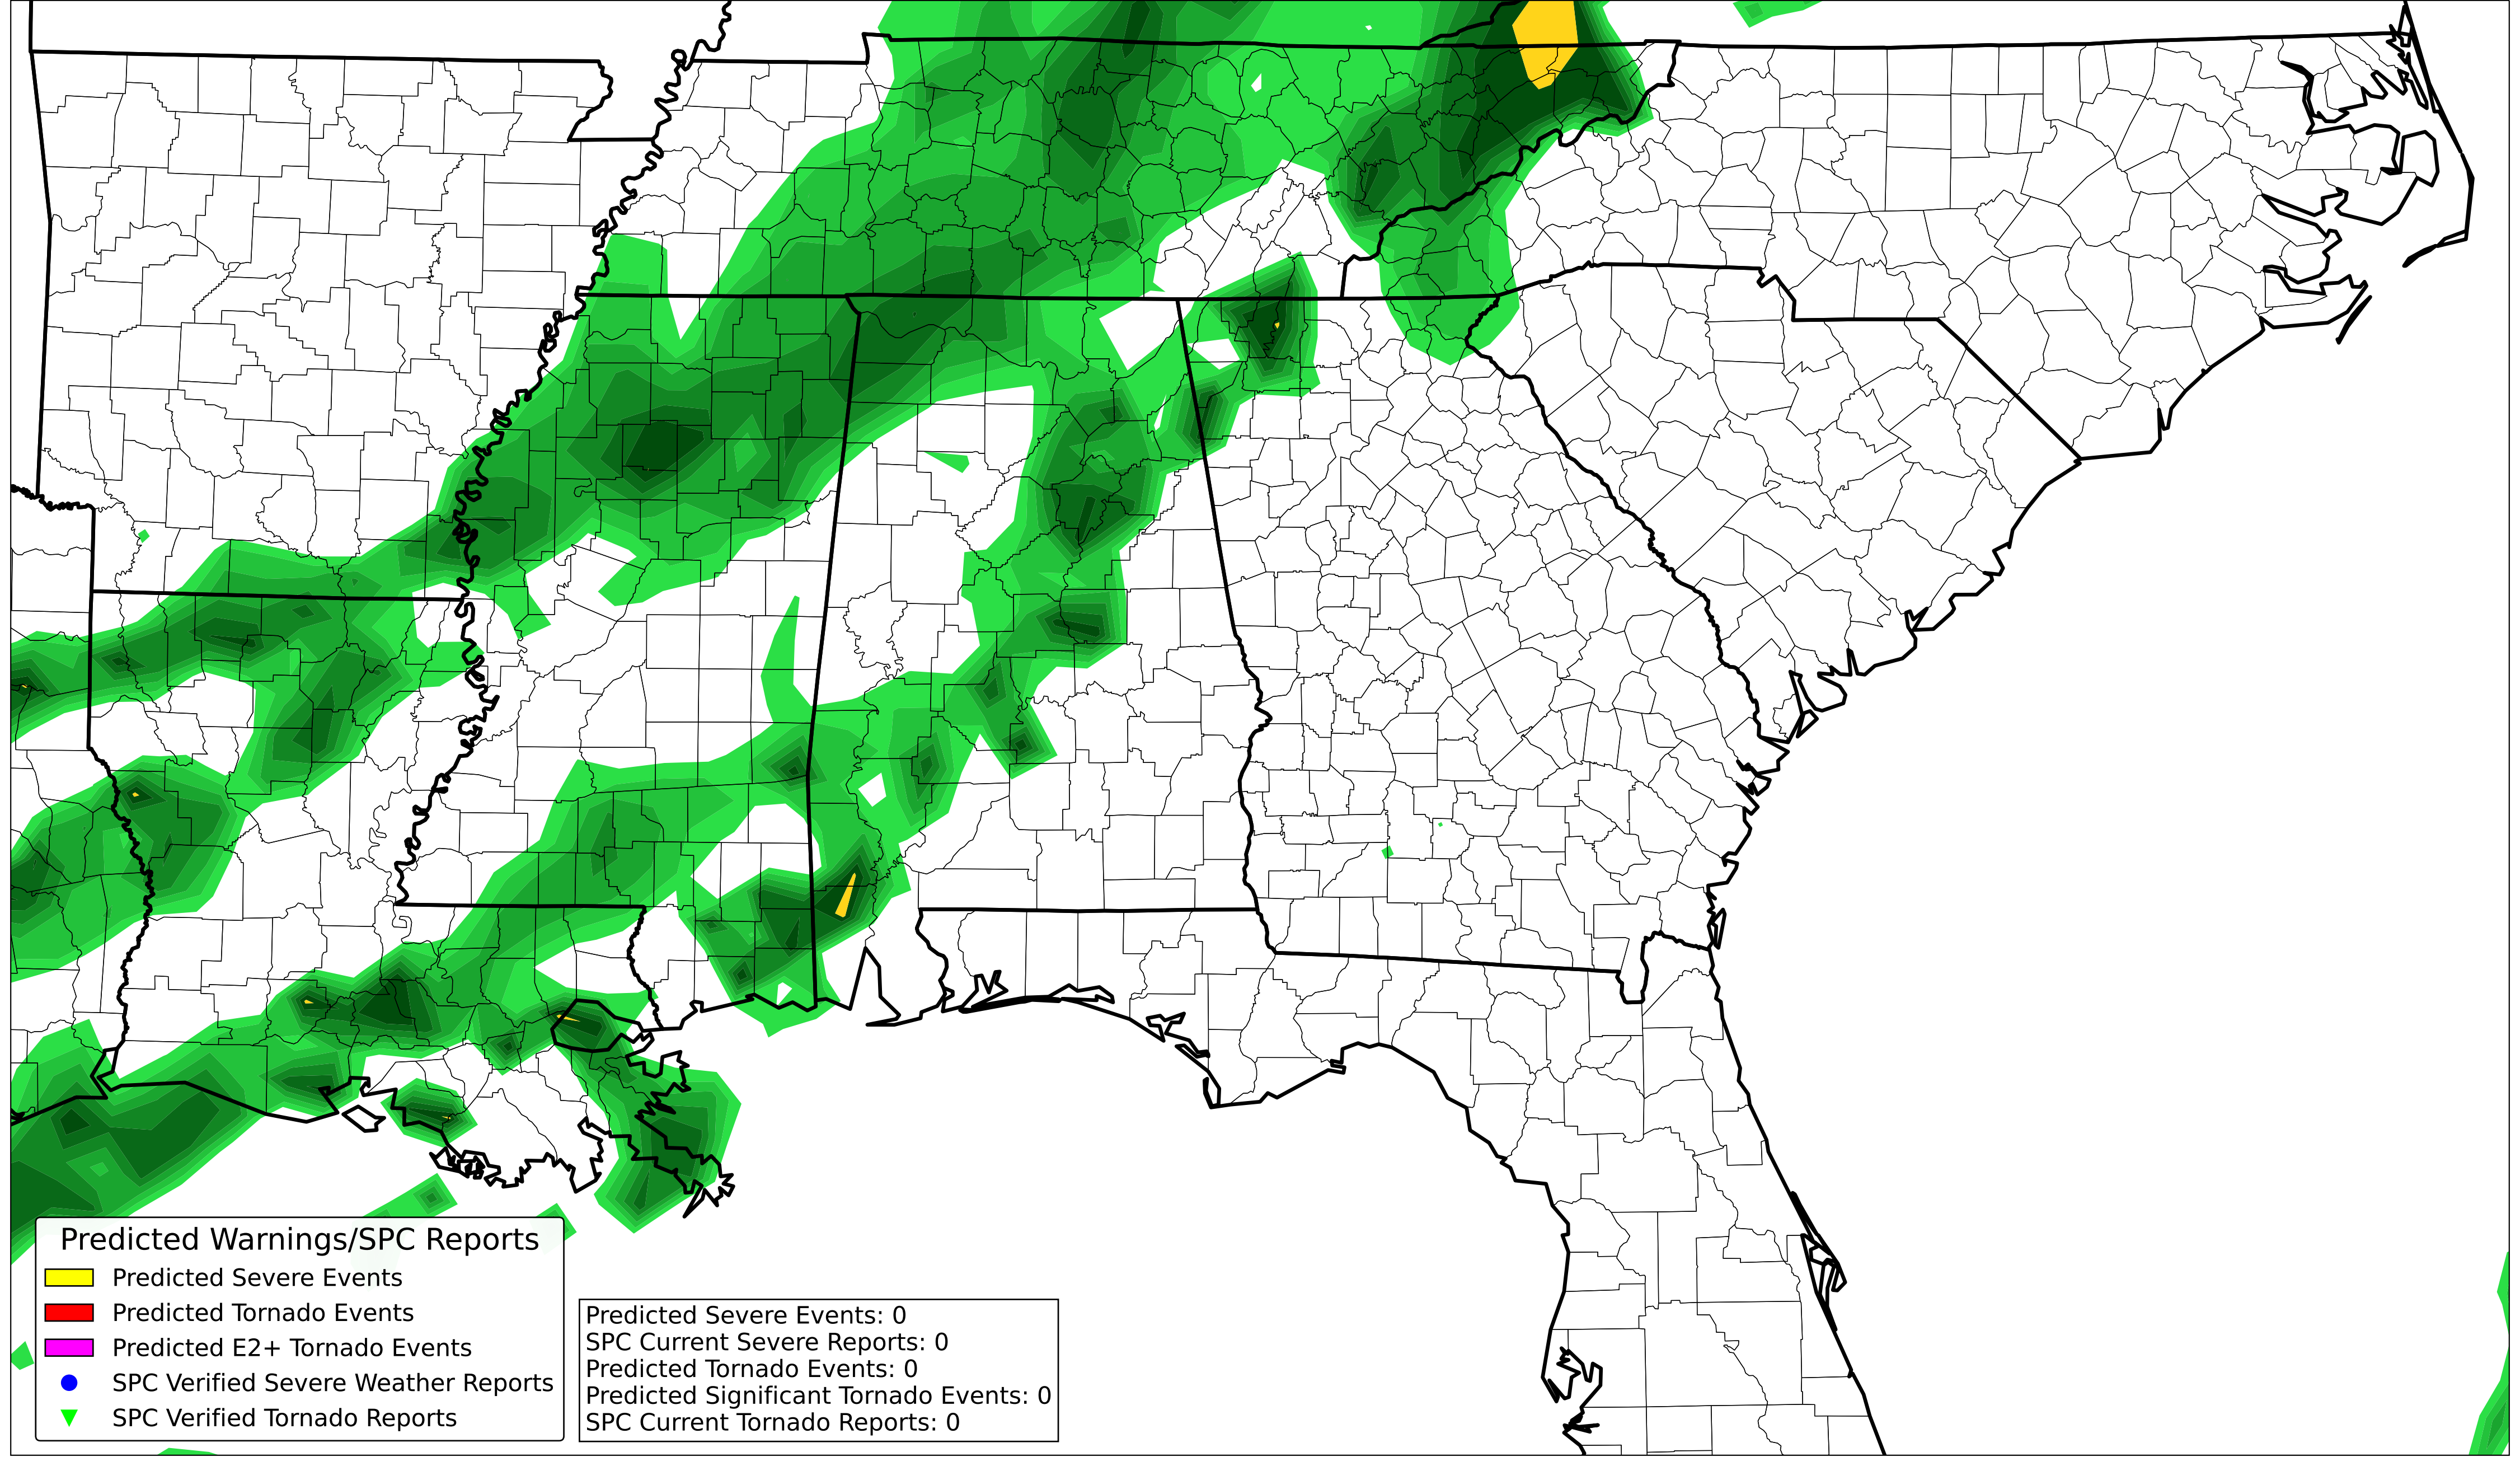 Predicted Warnings/SPC Reports
Predicted Severe Events
Predicted Tornado Events
Predicted E2+ Tornado Events
SPC Verified Severe Weather Reports
SPC Verified Tornado Reports
Predicted Severe Events: 0
SPC Current Severe Reports: 0
Predicted Tornado Events: 0
Predicted Significant Tornado Events: 0
SPC Current Tornado Reports: 0